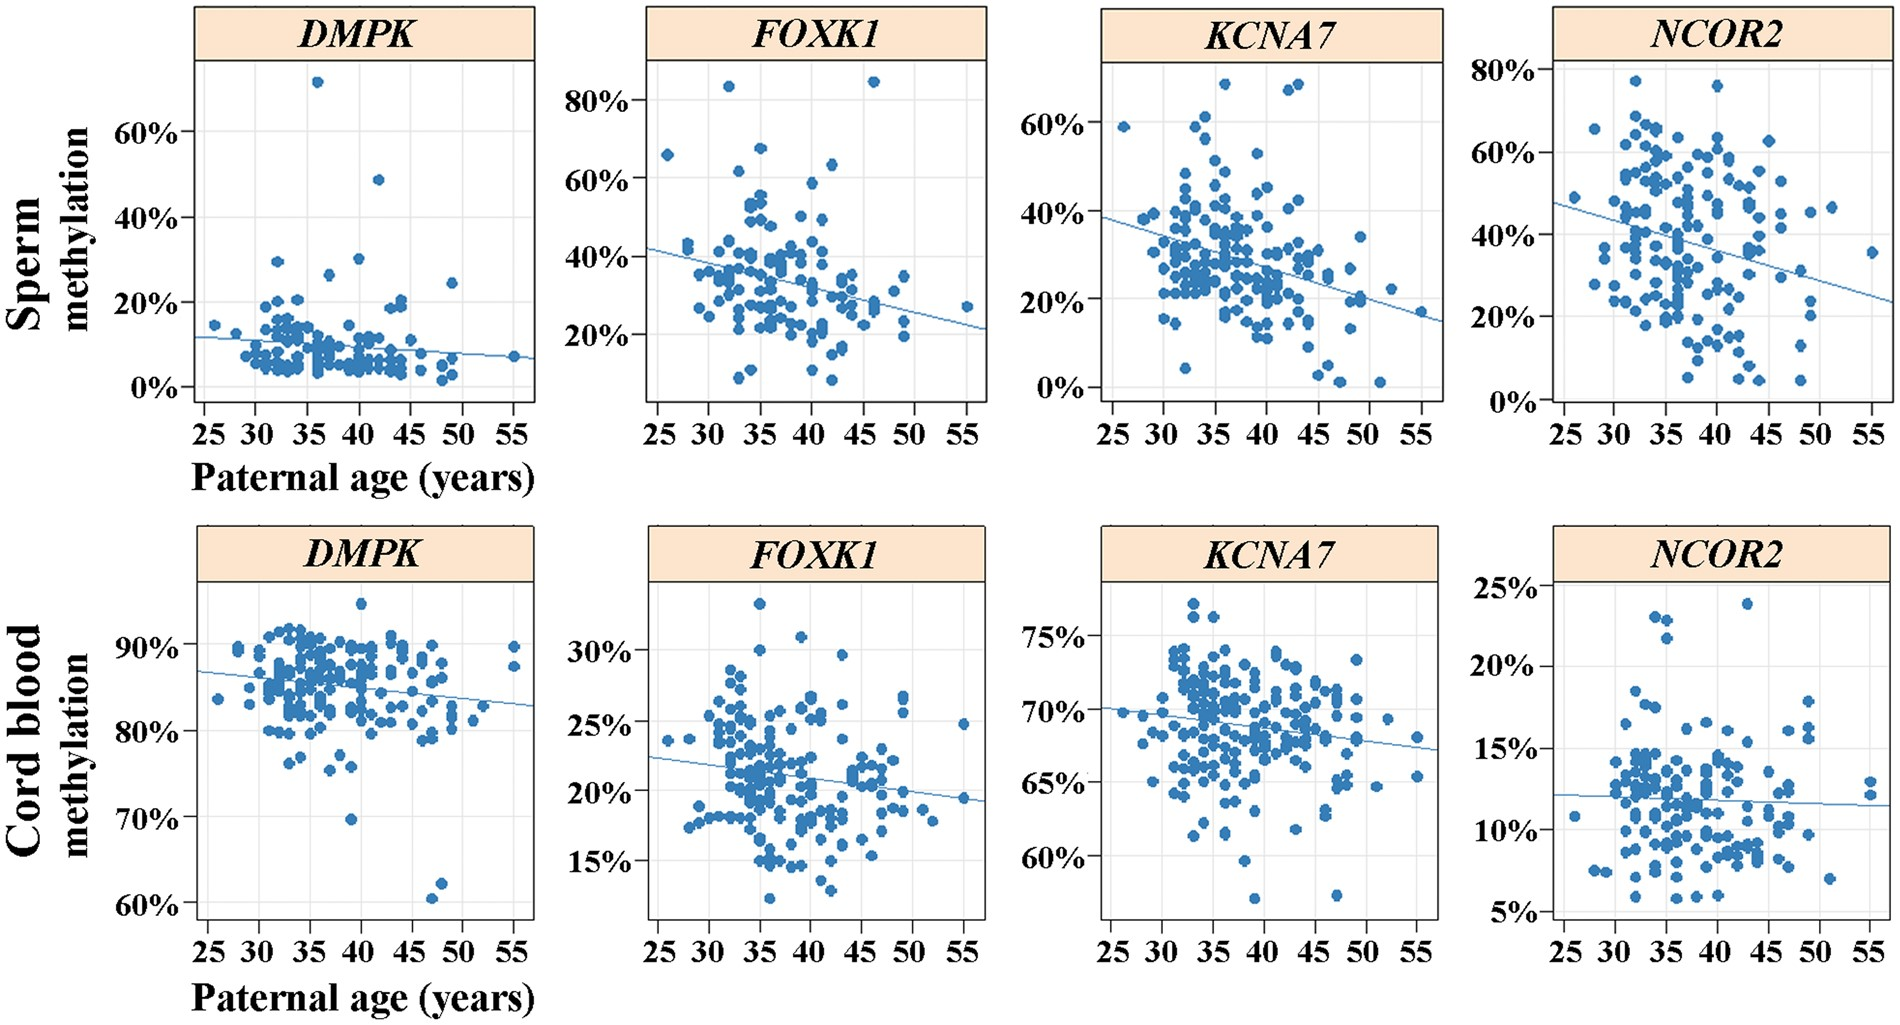 DMPK
FOXK1
KCNA7
NCOR2
Sperm
methylation
60%
40%
20%
0%
80%
60%
40%
20%
60%
40%
20%
0%
80%
60%
40%
20%
0%
25 30 35 40 45 50 55
25 30 35 40 45 50 55
25 30 35 40 45 50 55
25 30 35 40 45 50 55
Paternal age (years)
DMPK
FOXK1
KCNA7
NCOR2
Cord blood
methylation
90%
80%
70%
60%
30%
25%
20%
15%
75%
70%
65%
60%
25%
20%
15%
10%
5%
25 30 35 40 45 50 55
25 30 35 40 45 50 55
25 30 35 40 45 50 55
25 30 35 40 45 50 55
Paternal age (years)